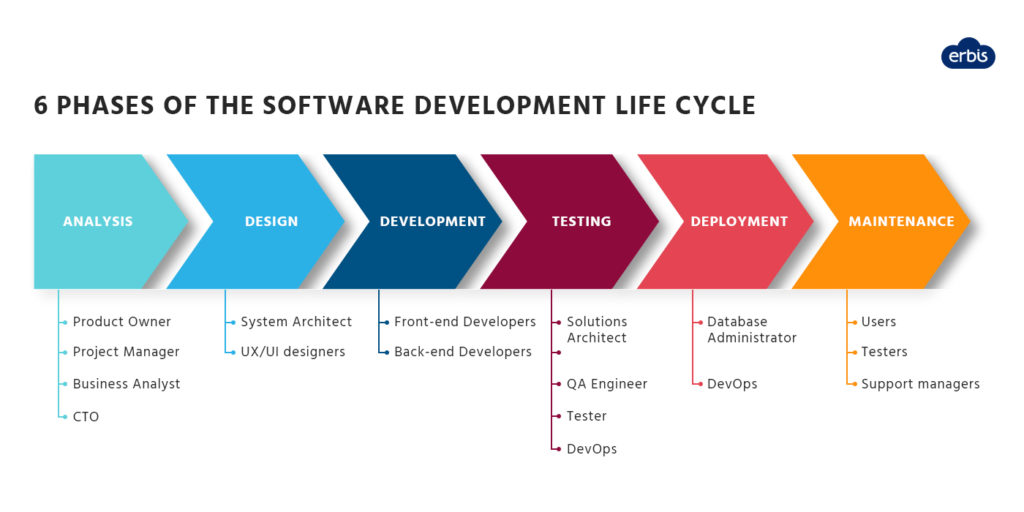 erbis
6 PHASES OF THE SOFTWARE DEVELOPMENT LIFE CYCLE
ANALYSIS
DESIGN
DEVELOPMENT
TESTING
DEPLOYMENT
MAINTENANCE
Product Owner
Project Manager
Business Analyst
CTO
System Architect
UX/UI designers
Front-end Developers
Back-end Developers
Solutions
Architect
QA Engineer
Tester
DevOps
Database
Administrator
DevOps
Users
Testers
Support managers